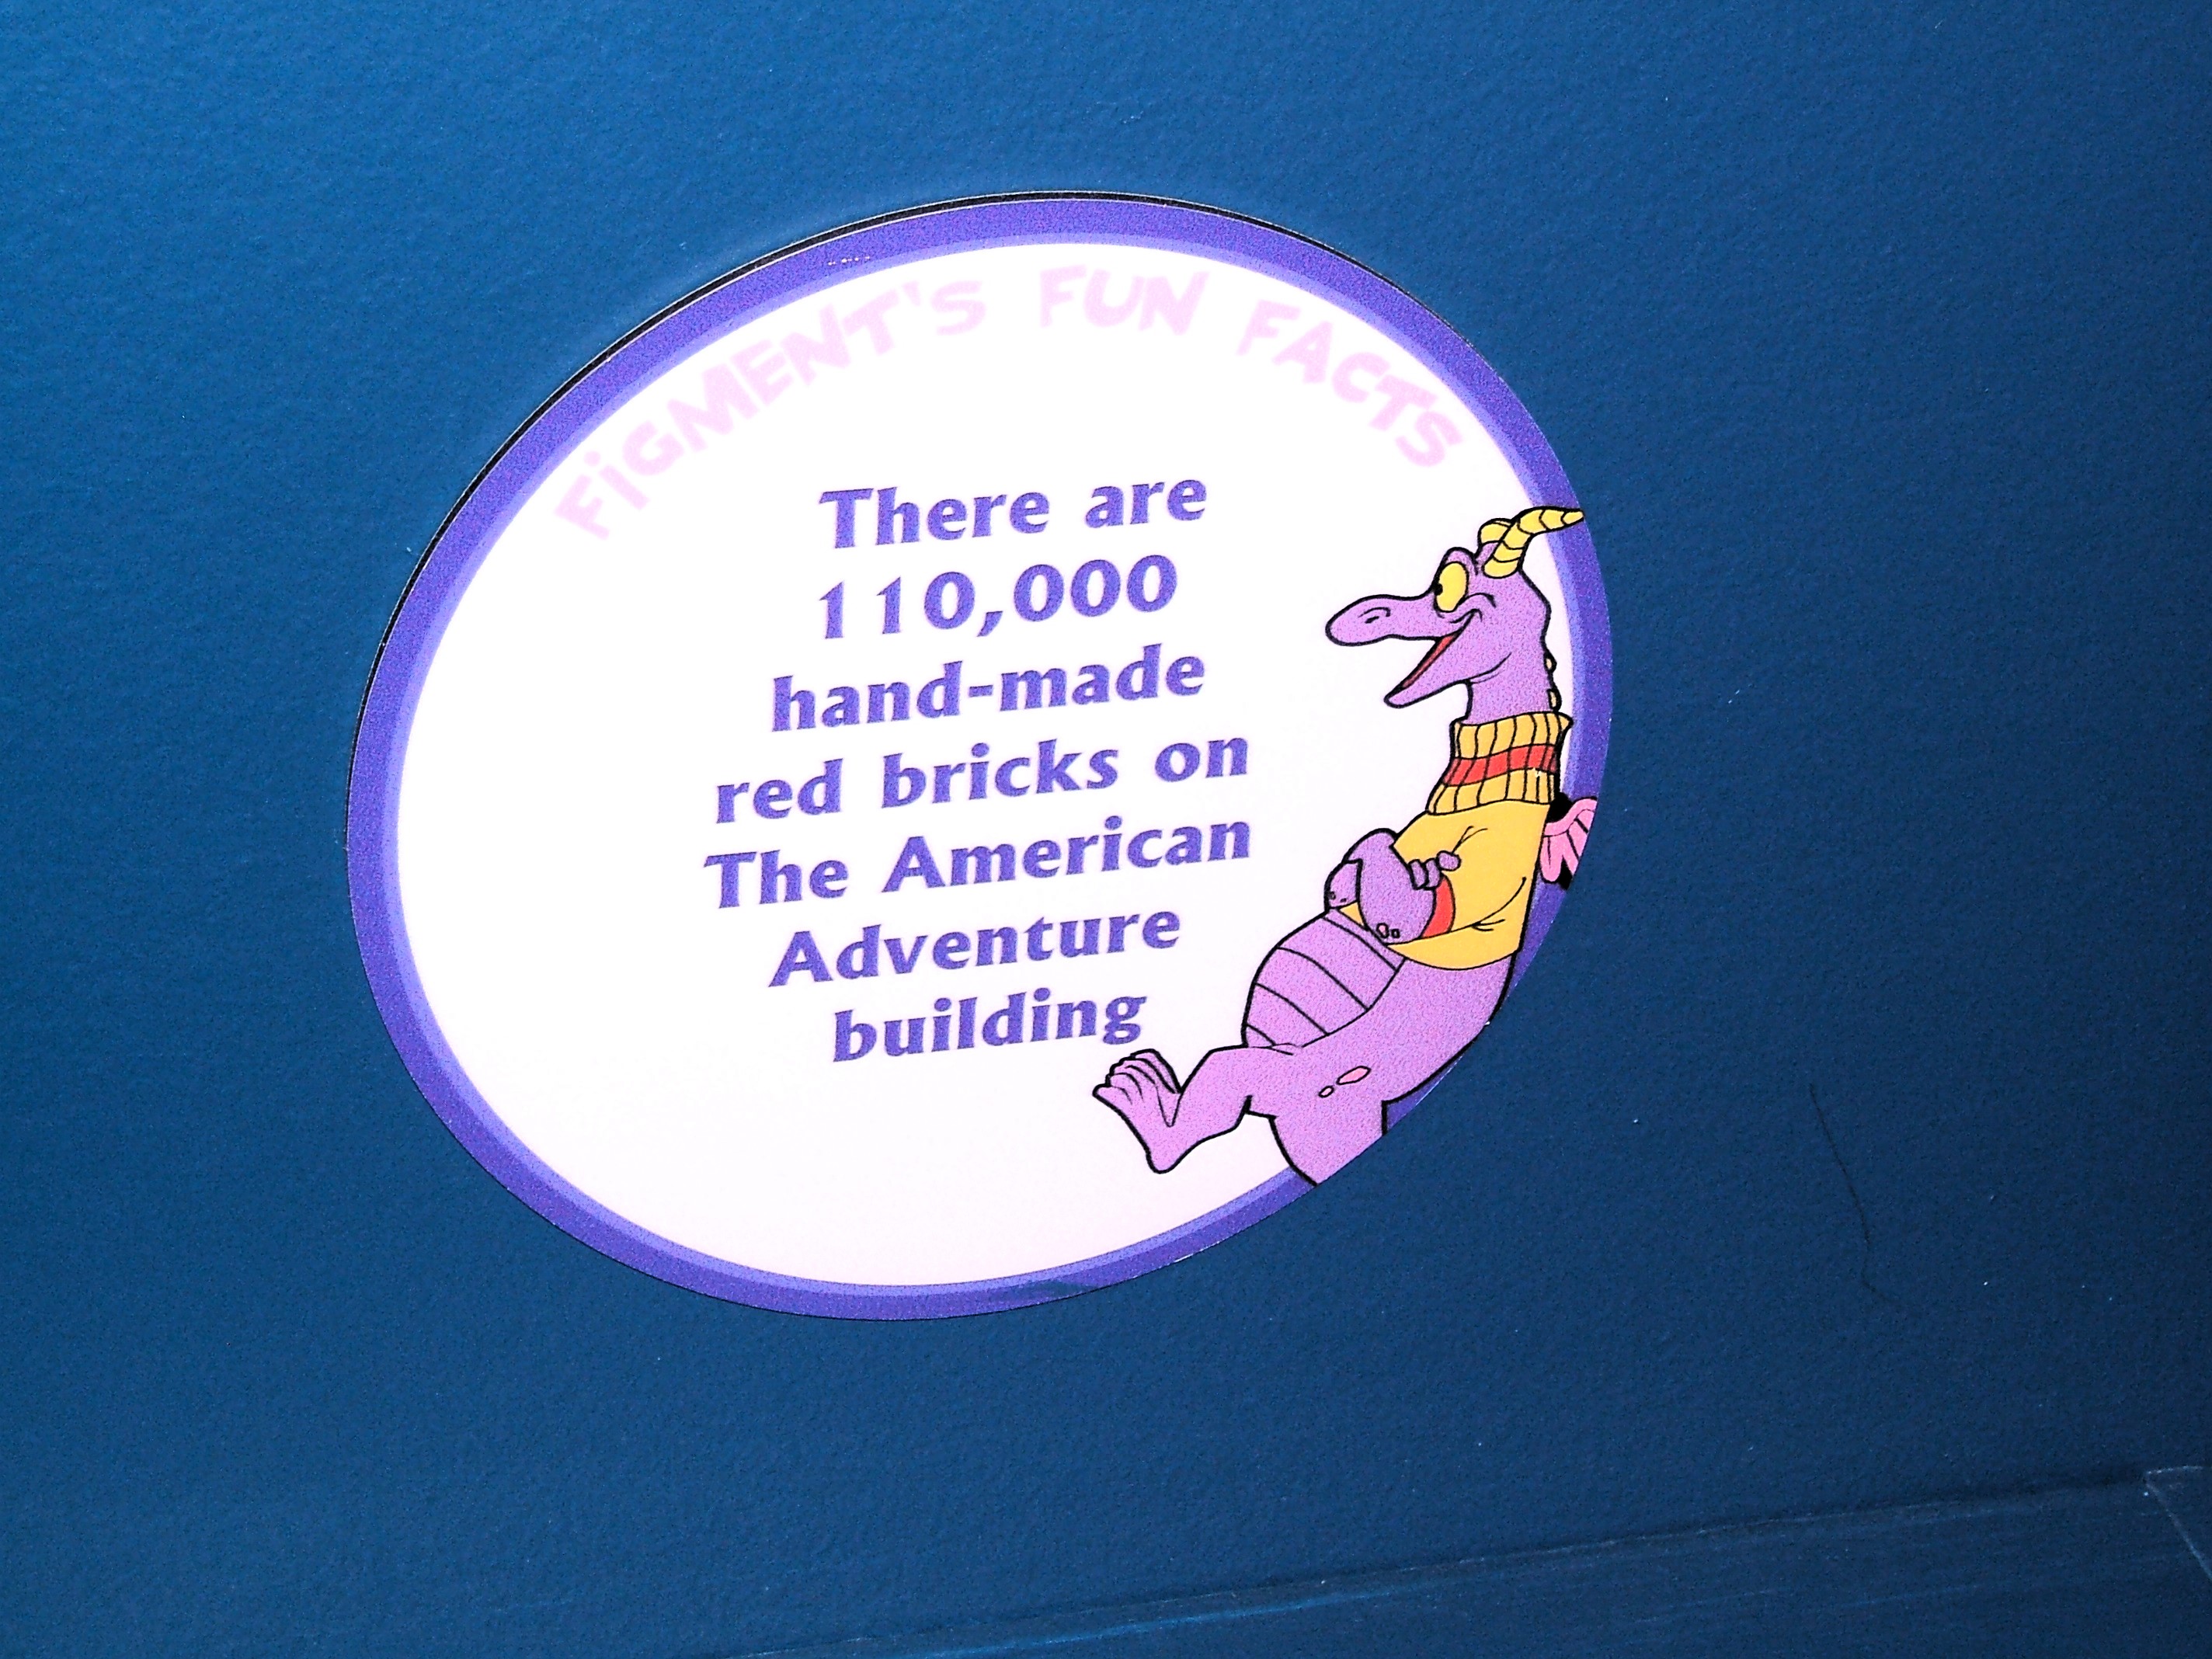 FiGMENT'S FUN FACTS
There are
110,000
hand-made
red bricks on
The American
Adventure
building